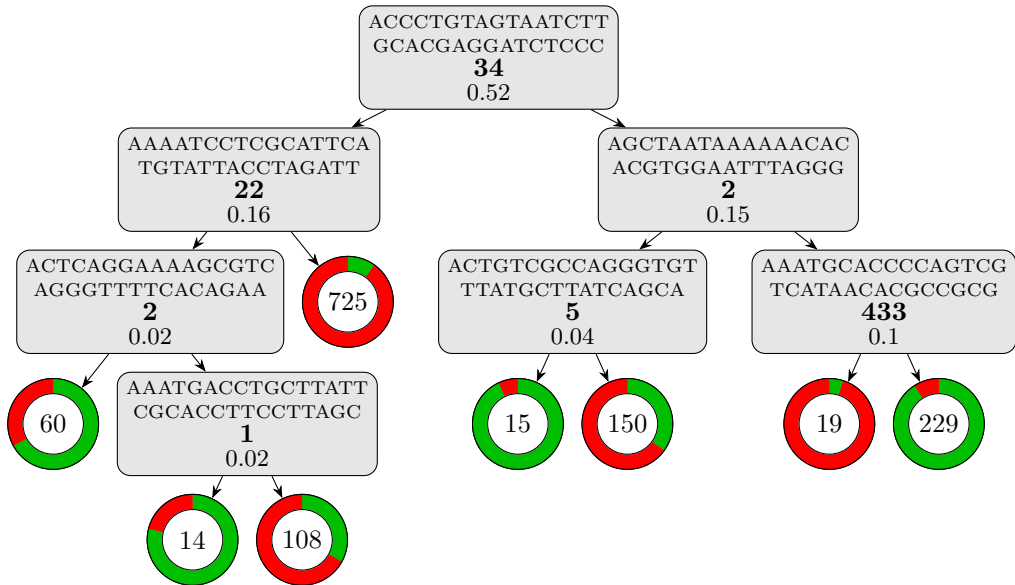 ACCCTGTAGTAATCTT
GCACGAGGATCTCCC
34
0.52
AAAATCCTCGCATTCA
TGTATTACCTAGATT
22
0.16
AGCTAATAAAAAACAC
ACGTGGAATTTAGGG
2
0.15
ACTCAGGAAAAGCGTC
AGGGTTTTCACAGAA
2
0.02
725
ACTGTCGCCAGGGTGT
TTATGCTTATCAGCA
5
0.04
AAATGCACCCCAGTCG
TCATAACACGCCGCG
433
0.1
60
AAATGACCTGCTTATT
CGCACCTTCCTTAGC
1
0.02
15
150
19
229
14
108